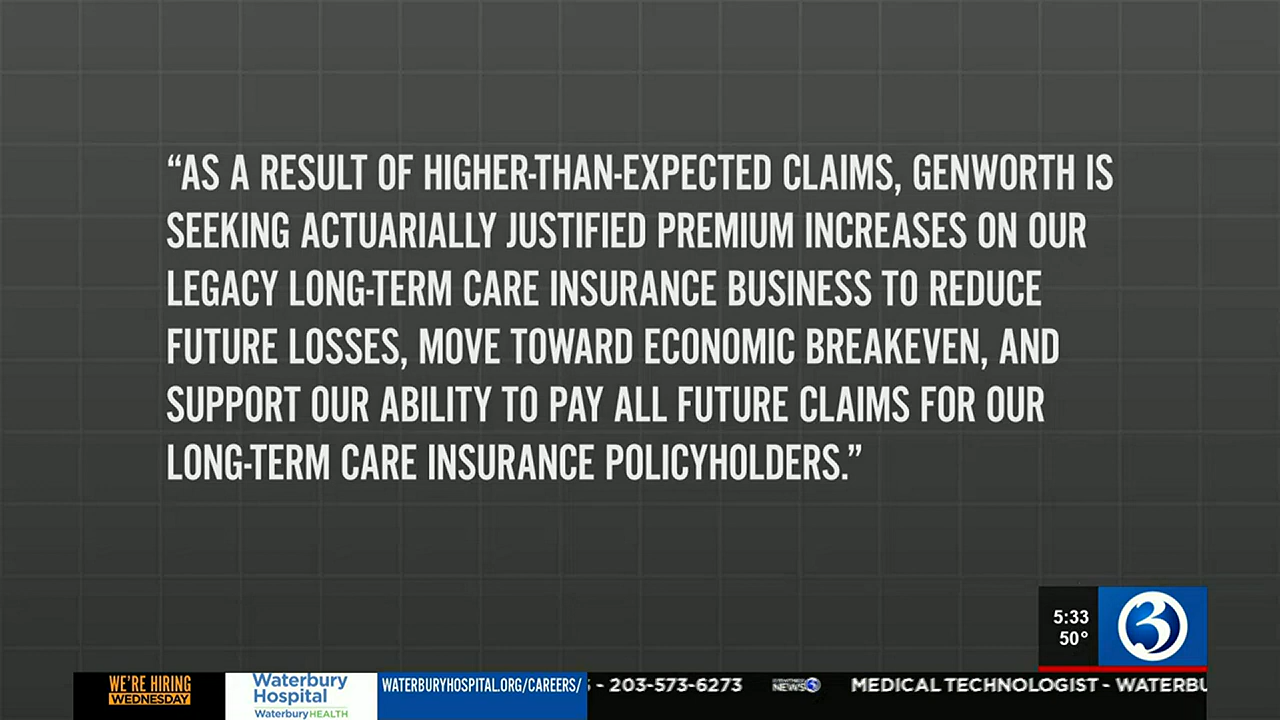 “AS A RESULT OF HIGHER-THAN-EXPECTED CLAIMS, GENWORTH IS
SEEKING ACTUARIALLY JUSTIFIED PREMIUM INCREASES ON OUR
LEGACY LONG-TERM CARE INSURANCE BUSINESS TO REDUCE
FUTURE LOSSES, MOVE TOWARD ECONOMIC BREAKEVEN, AND
SUPPORT OUR ABILITY TO PAY ALL FUTURE CLAIMS FOR OUR
LONG-TERM CARE INSURANCE POLICYHOLDERS.”
5:33
50°
3
WE'RE HIRING
WEDNESDAY
Waterbury
Hospital
WaterburyHEALTH
WATERBURYHOSPITAL.ORG/CAREERS/
- 203-573-6273
NEWS 3
MEDICAL TECHNOLOGIST - WATERBU